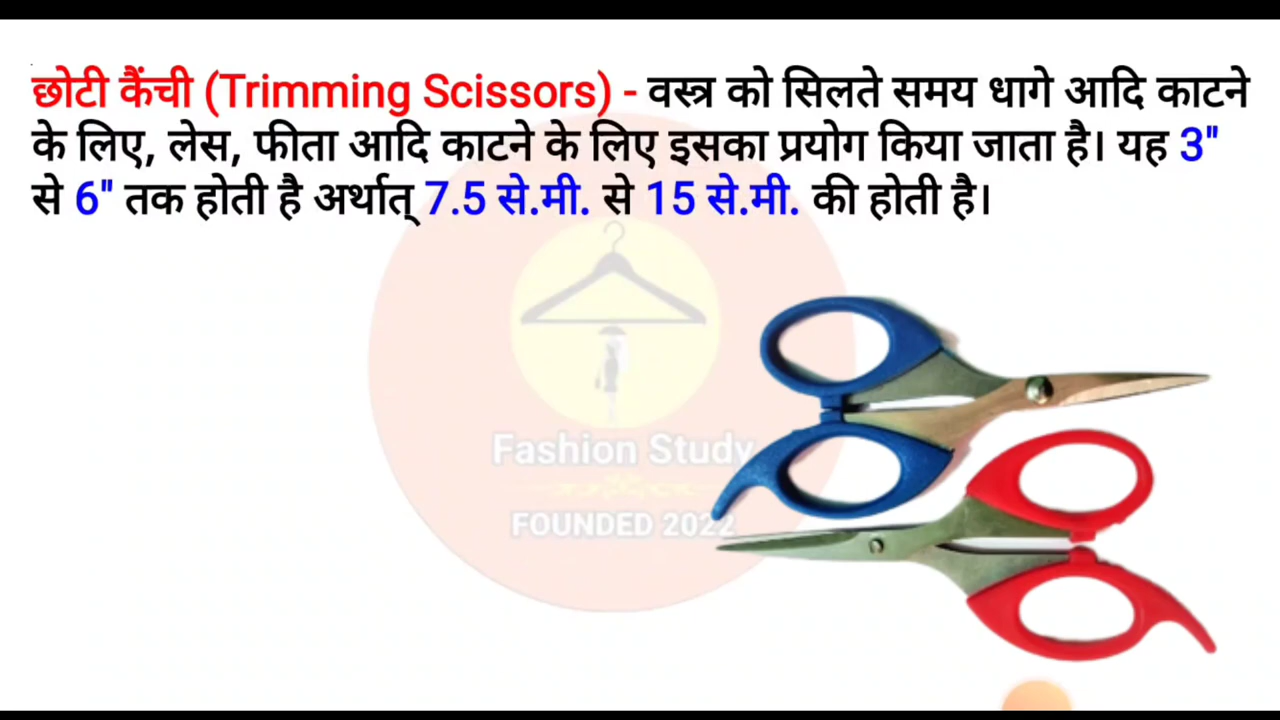 छोटी कैंची (Trimming Scissors) - वस्त्र को सिलते समय धागे आदि काटने
के लिए, लेस, फीता आदि काटने के लिए इसका प्रयोग किया जाता है। यह 3"
से 6" तक होती है अर्थात् 7.5 से.मी. से 15 से.मी. की होती है।
Fashion Study
FOUNDED 2022